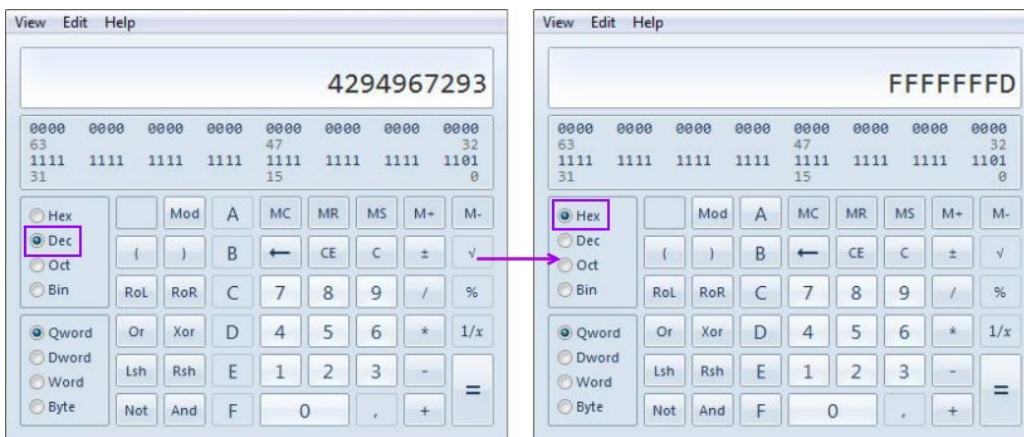 View Edit Help
4294967293
0000 0000 0000 0000 0000 0000 0000 0000
63 47 32
1111 1111 1111 1111 1111 1111 1111 1101
31 15 0
Hex Mod A MC MR MS M+ M-
Dec ( ) B ← CE C ± √
Oct
Bin RoL RoR C 7 8 9 / %
Qword Or Xor D 4 5 6 * 1/x
Dword
Word Lsh Rsh E 1 2 3 - =
Byte Not And F 0 , +
View Edit Help
FFFFFFFD
0000 0000 0000 0000 0000 0000 0000 0000
63 47 32
1111 1111 1111 1111 1111 1111 1111 1101
31 15 0
Hex Mod A MC MR MS M+ M-
Dec ( ) B ← CE C ± √
Oct
Bin RoL RoR C 7 8 9 / %
Qword Or Xor D 4 5 6 * 1/x
Dword
Word Lsh Rsh E 1 2 3 - =
Byte Not And F 0 , +